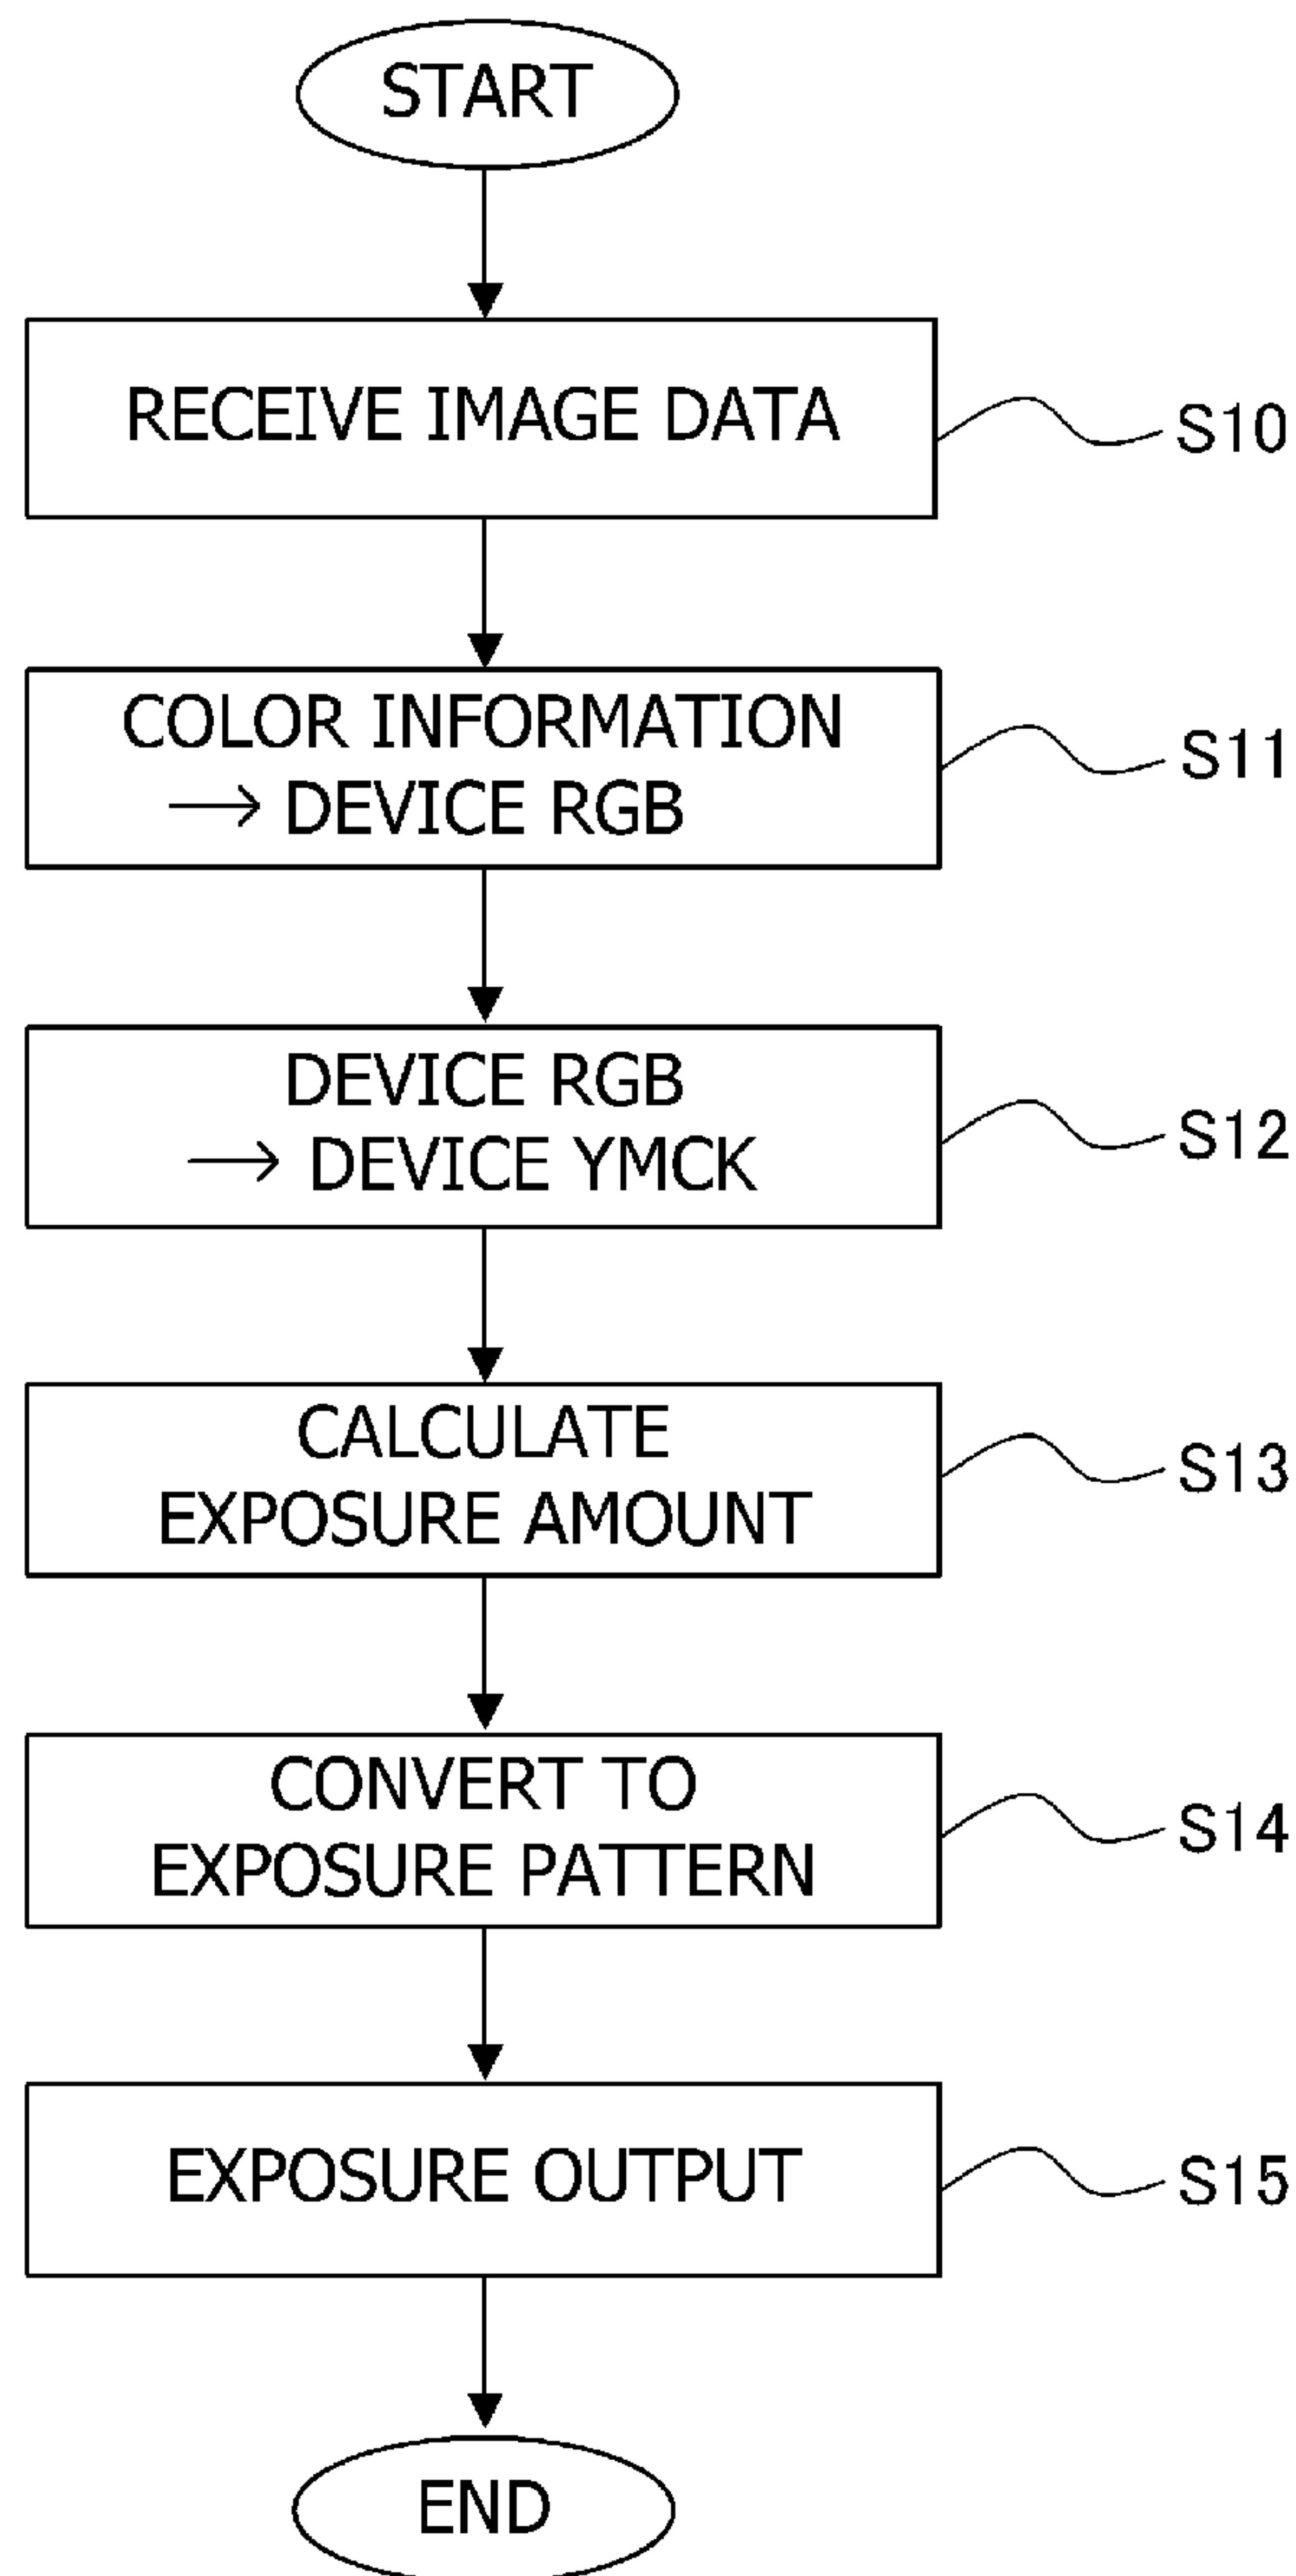 START
RECEIVE IMAGE DATA
S10
COLOR INFORMATION
→ DEVICE RGB
S11
DEVICE RGB
→ DEVICE YMCK
S12
CALCULATE
EXPOSURE AMOUNT
S13
CONVERT TO
EXPOSURE PATTERN
S14
EXPOSURE OUTPUT
S15
END